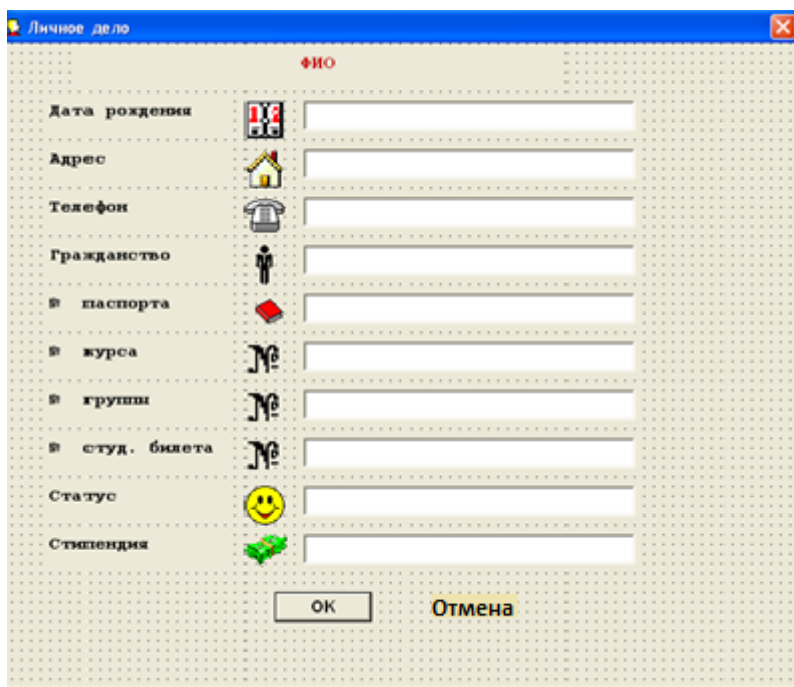 Личное дело
ФИО
Дата рождения
Адрес
Телефон
Гражданство
№ паспорта
№ курса
№ группы
№ студ. билета
Статус
Стипендия
ОК Отмена